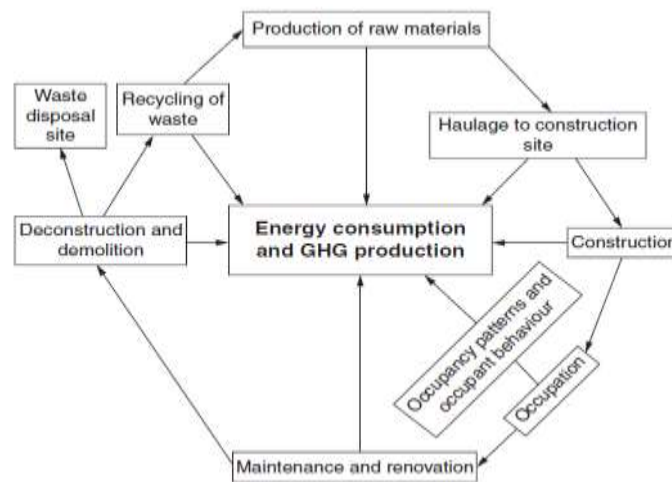 Production of raw materials
Waste
disposal
site
Recycling of
waste
Haulage to construction
site
Energy consumption
and GHG production
Deconstruction and
demolition
Construction
Occupancy patterns and
occupant behaviour
Occupation
Maintenance and renovation